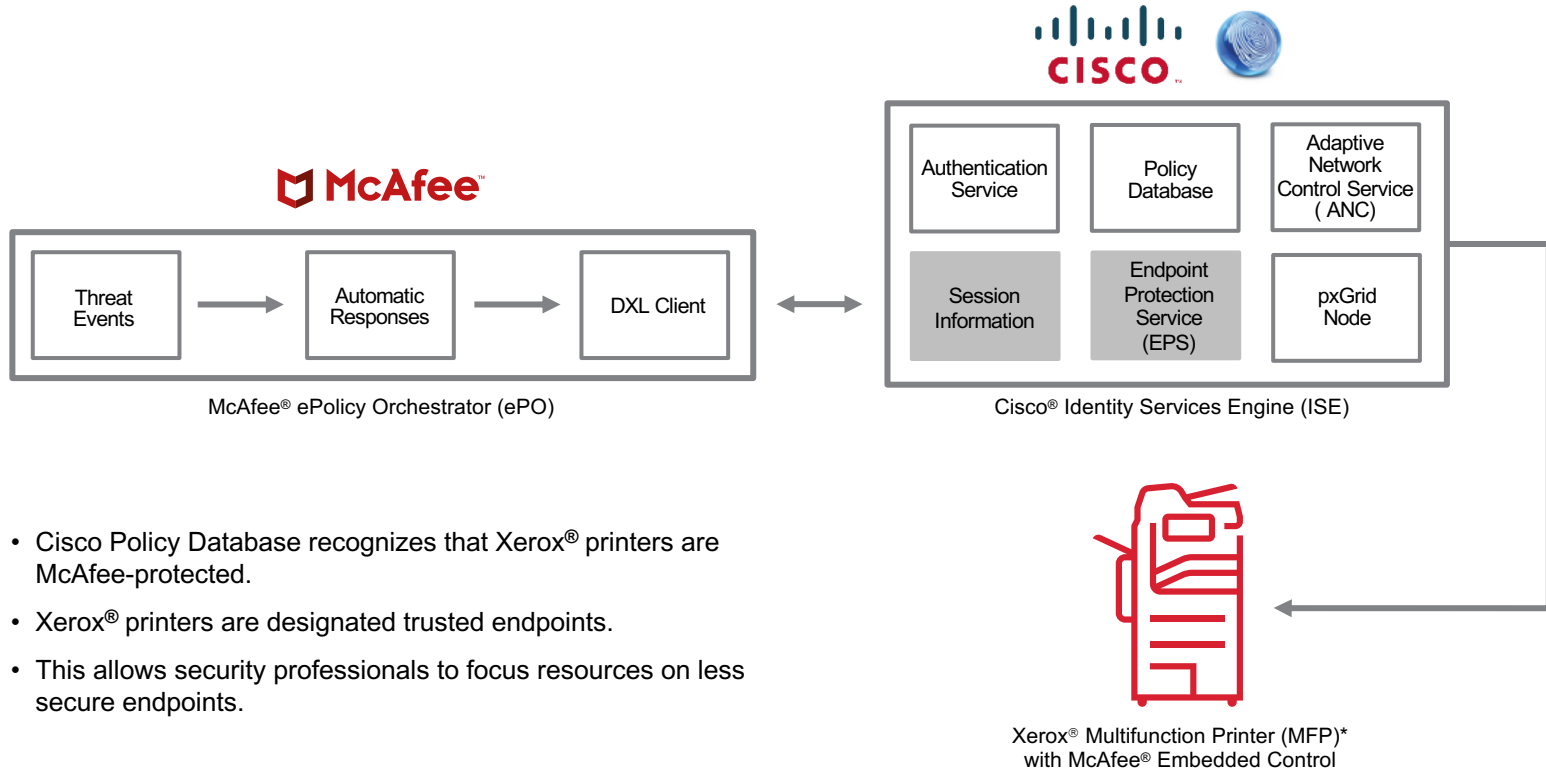 CISCO™
McAfee™
Authentication
Service
Policy
Database
Adaptive
Network
Control Service
( ANC)
Threat
Events
Automatic
Responses
DXL Client
Session
Information
Endpoint
Protection
Service
(EPS)
pxGrid
Node
McAfee® ePolicy Orchestrator (ePO)
Cisco® Identity Services Engine (ISE)
• Cisco Policy Database recognizes that Xerox® printers are
McAfee-protected.
• Xerox® printers are designated trusted endpoints.
• This allows security professionals to focus resources on less
secure endpoints.
Xerox® Multifunction Printer (MFP)*
with McAfee® Embedded Control